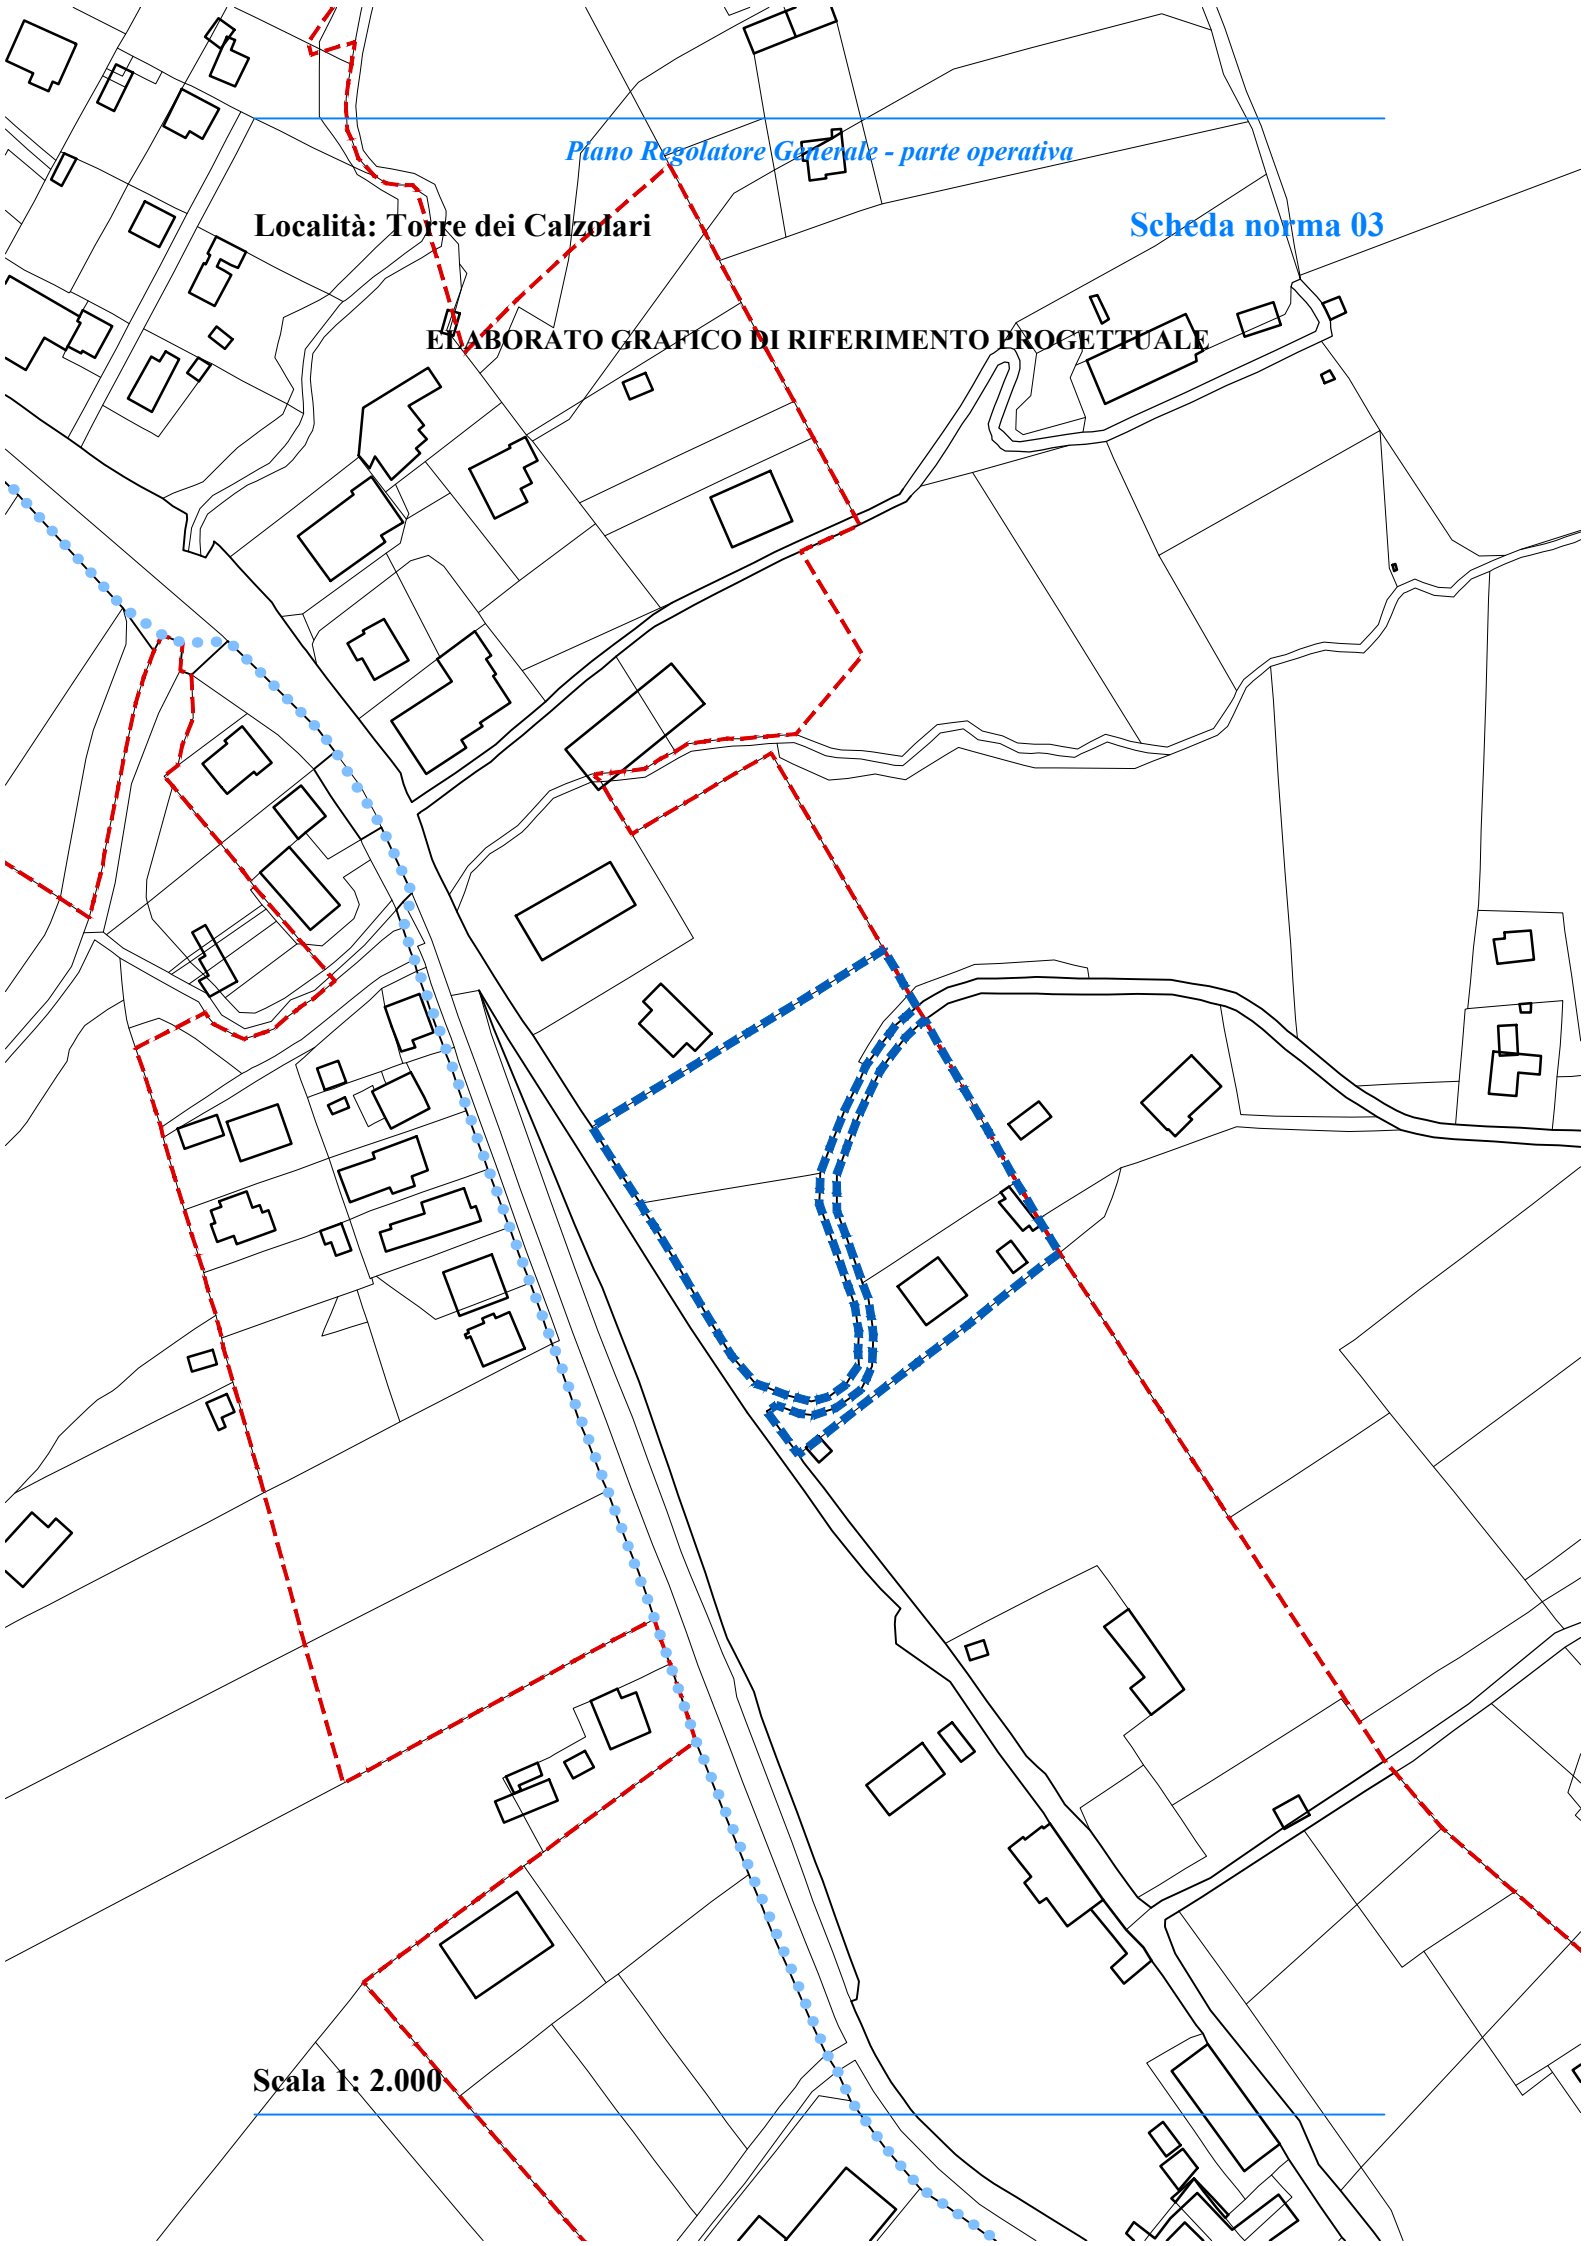 Piano Regolatore Generale - parte operativa
Località: Torre dei Calzolari
Scheda norma 03
ELABORATO GRAFICO DI RIFERIMENTO PROGETTUALE
Scala 1: 2.000